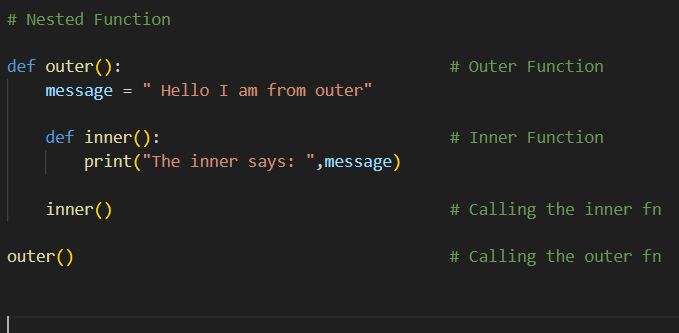 # Nested Function
def outer():                                  # Outer Function
    message = " Hello I am from outer"
    def inner():                              # Inner Function
        print("The inner says: ",message)
    inner()                                   # Calling the inner fn
outer()                                       # Calling the outer fn